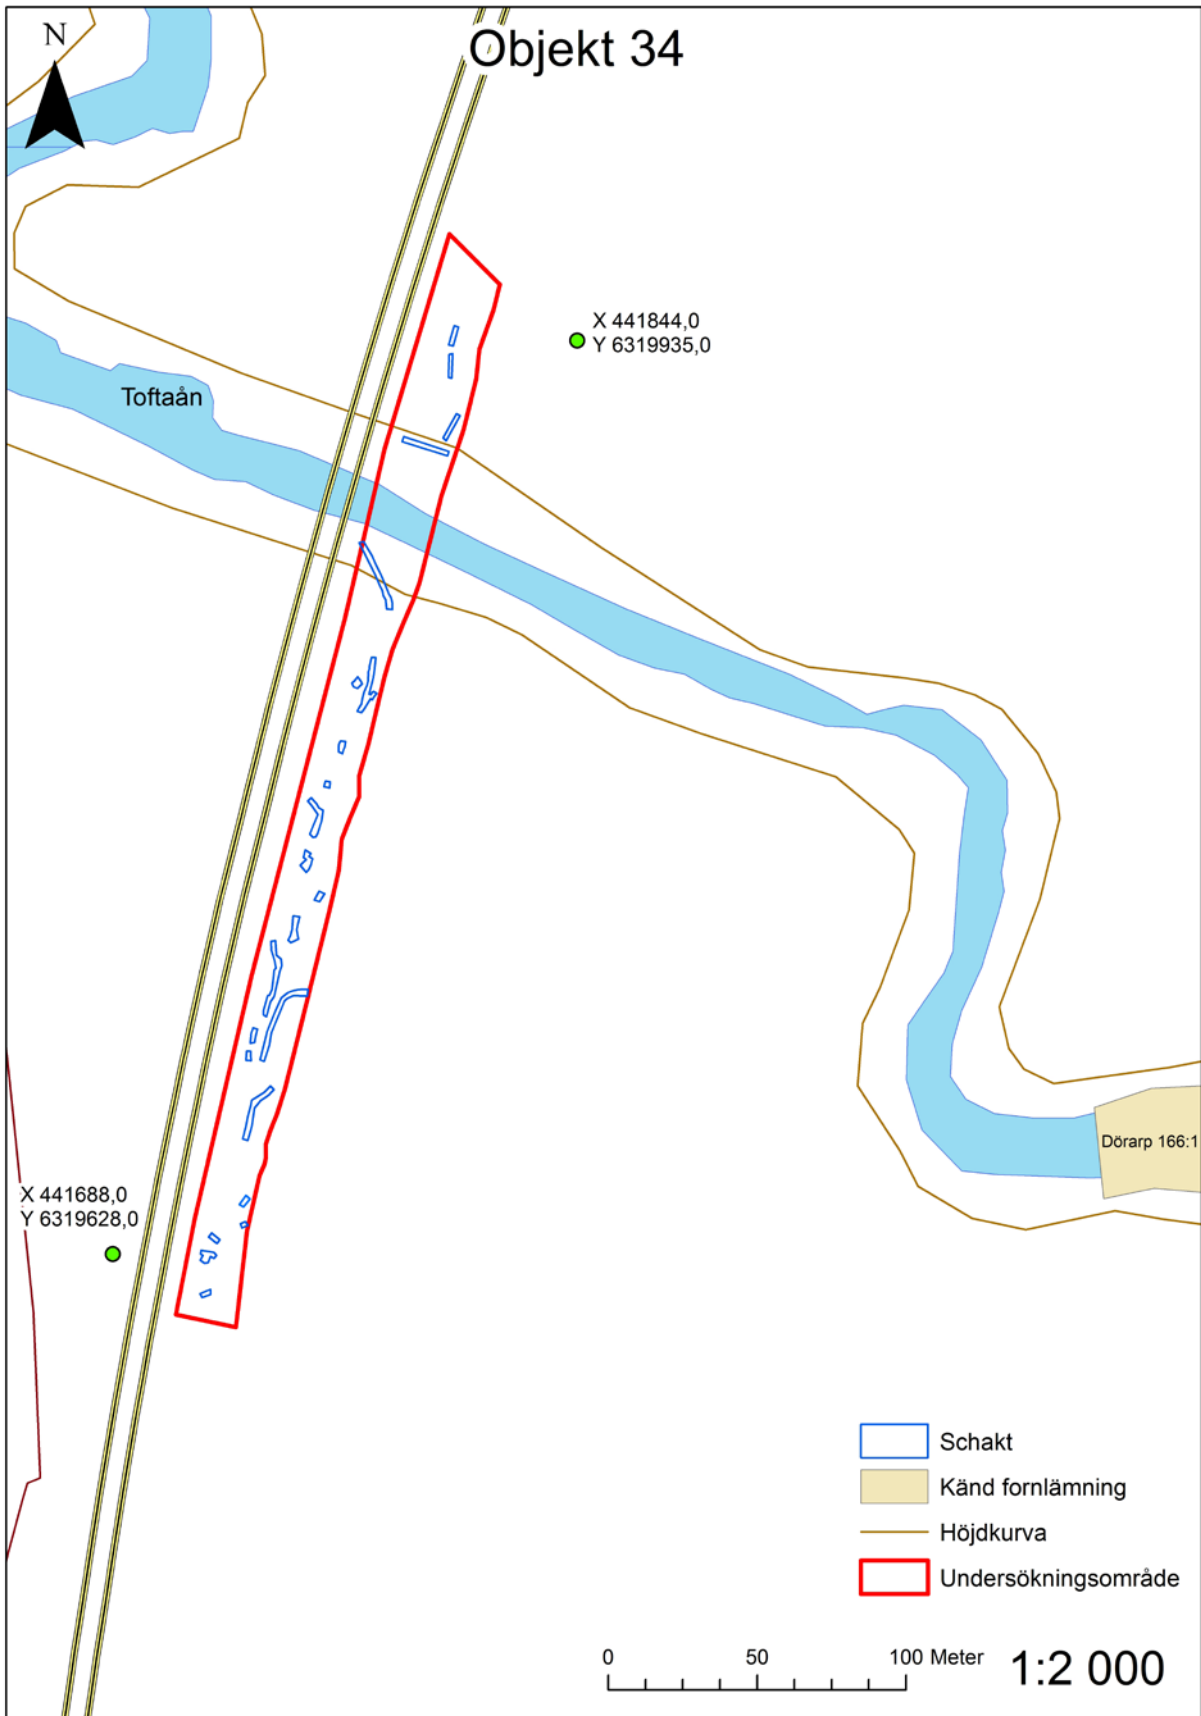 Objekt 34
N
X 441844,0
Y 6319935,0
Toftaån
Dörarp 166:1
X 441688,0
Y 6319628,0
Schakt
Känd fornlämning
Höjdkurva
Undersökningsområde
0 50 100 Meter
1:2 000